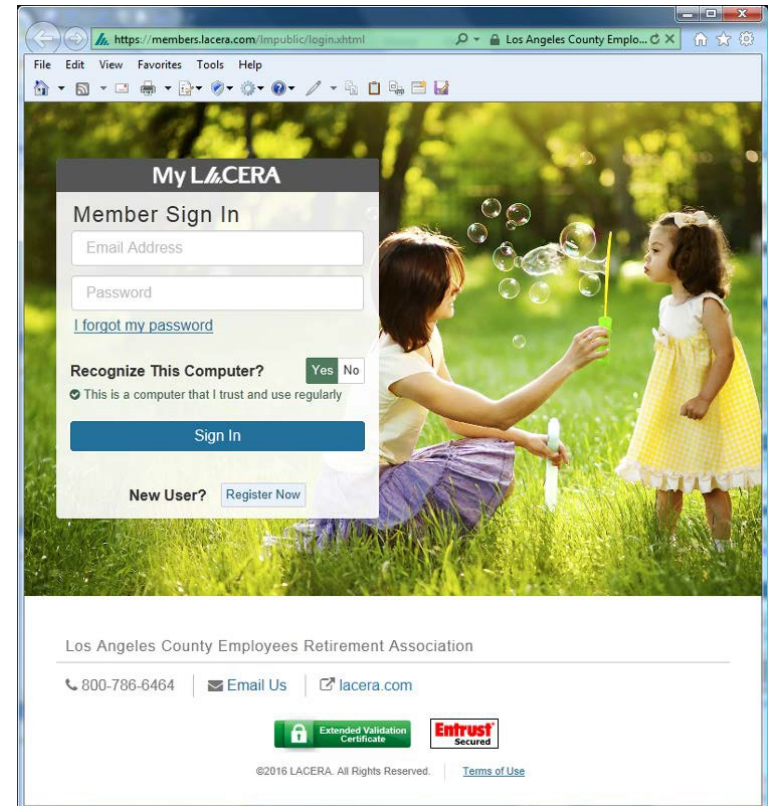 https://members.lacera.com/lmpublic/login.xhtml
Los Angeles County Emplo...
File Edit View Favorites Tools Help
My LACERA
Member Sign In
Email Address
Password
I forgot my password
Recognize This Computer? Yes No
This is a computer that I trust and use regularly
Sign In
New User? Register Now
Los Angeles County Employees Retirement Association
800-786-6464 Email Us lacera.com
Extended Validation
Certificate
Entrust
Secured
©2016 LACERA. All Rights Reserved. Terms of Use